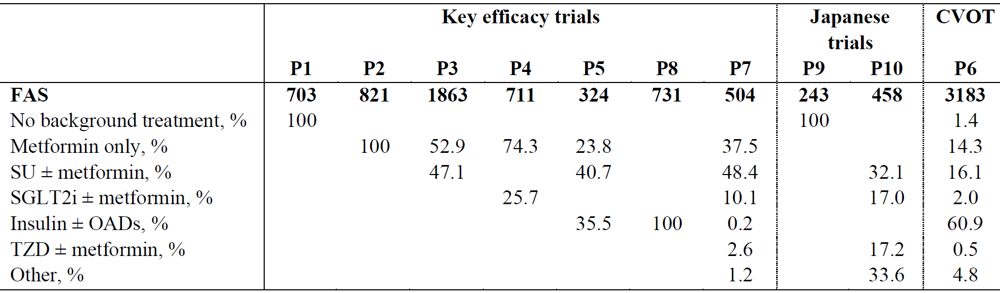 Key efficacy trials Japanese CVOT
trials
P1 P2 P3 P4 P5 P8 P7 P9 P10 P6
FAS 703 821 1863 711 324 731 504 243 458 3183
No background treatment, % 100 100 1.4
Metformin only, % 100 52.9 74.3 23.8 37.5 14.3
SU ± metformin, % 47.1 40.7 48.4 32.1 16.1
SGLT2i ± metformin, % 25.7 10.1 17.0 2.0
Insulin ± OADs, % 35.5 100 0.2 60.9
TZD ± metformin, % 2.6 17.2 0.5
Other, % 1.2 33.6 4.8